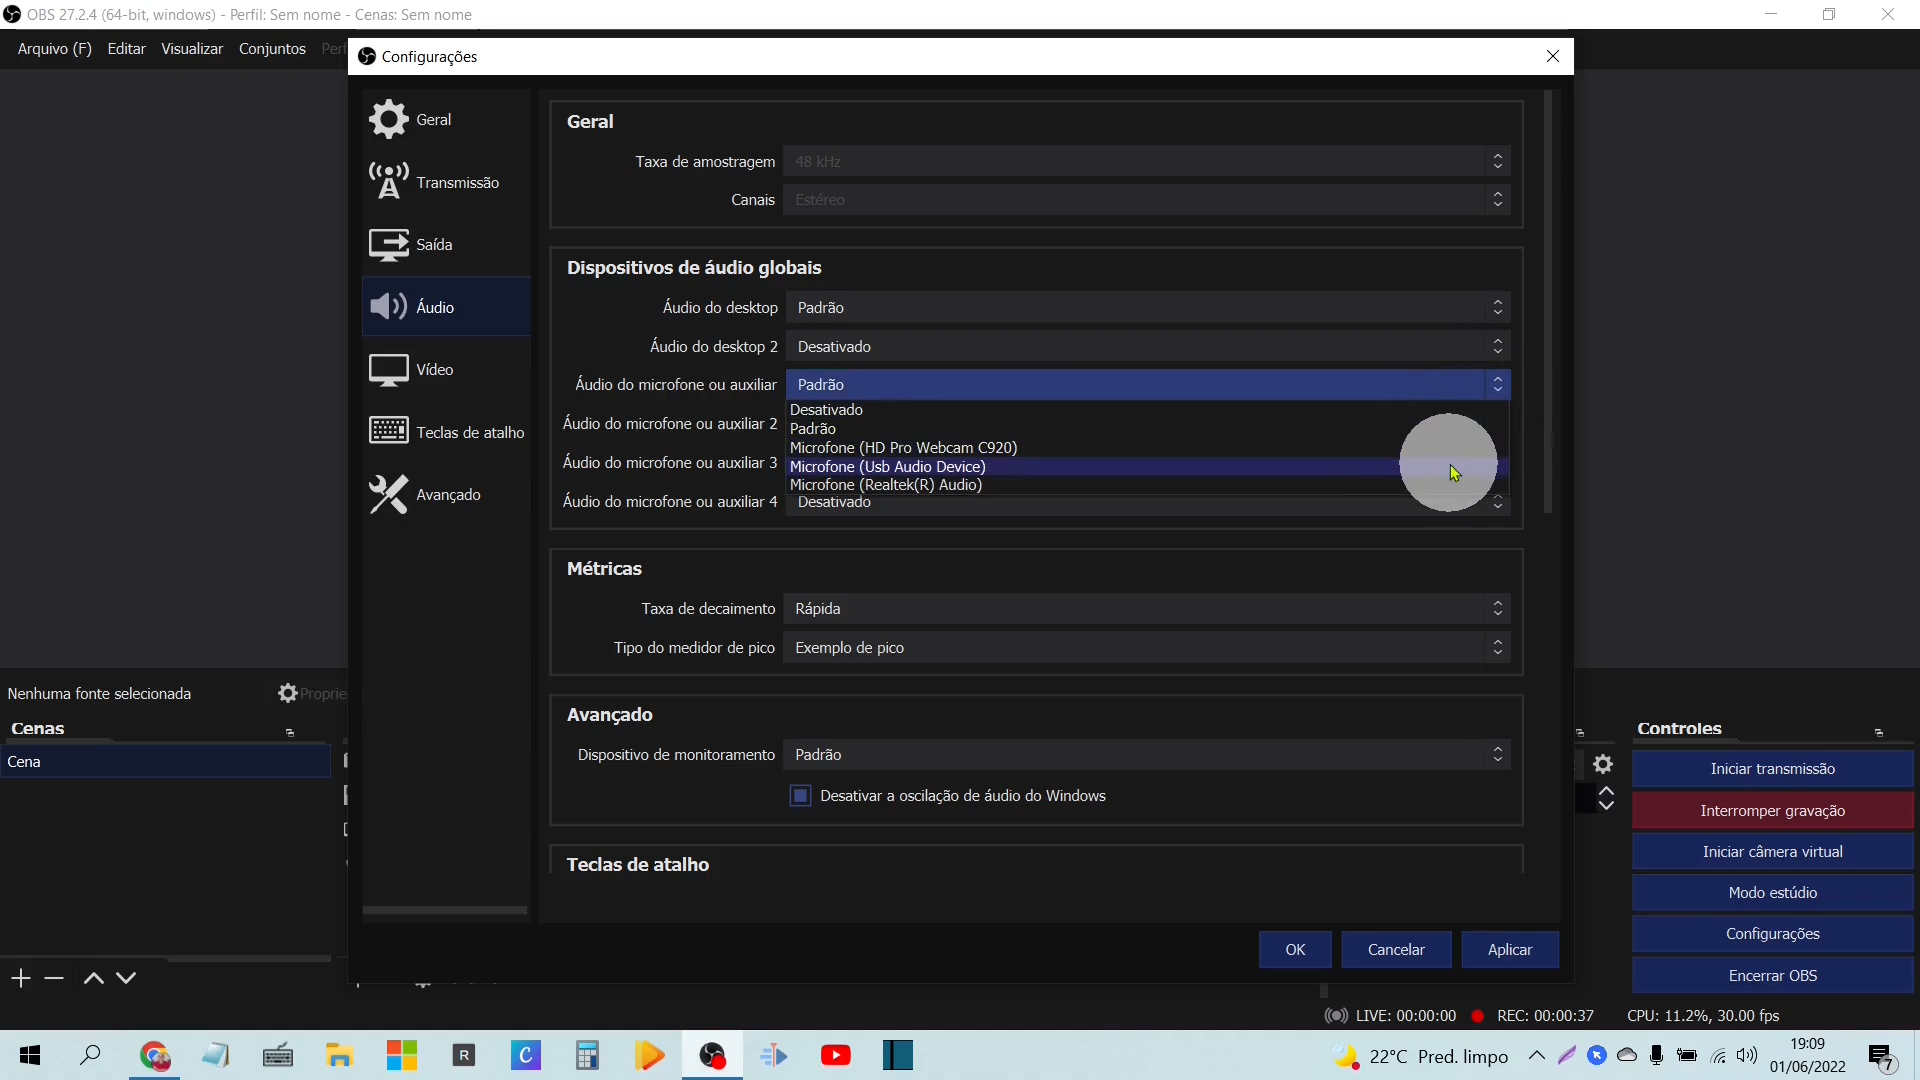 OBS 27.2.4 (64-bit, windows) - Perfil: Sem nome - Cenas: Sem nome
Arquivo (F) Editar Visualizar Conjuntos
Configurações
Geral
Transmissão
Saída
Áudio
Vídeo
Teclas de atalho
Avançado
Geral
Taxa de amostragem 48 kHz
Canais Estéreo
Dispositivos de áudio globais
Áudio do desktop Padrão
Áudio do desktop 2 Desativado
Áudio do microfone ou auxiliar Padrão
Desativado
Áudio do microfone ou auxiliar 2
Padrão
Microfone (HD Pro Webcam C920)
Áudio do microfone ou auxiliar 3 Microfone (Usb Audio Device)
Microfone (Realtek(R) Audio)
Áudio do microfone ou auxiliar 4 Desativado
Métricas
Taxa de decaimento Rápida
Tipo do medidor de pico Exemplo de pico
Avançado
Dispositivo de monitoramento Padrão
Desativar a oscilação de áudio do Windows
Teclas de atalho
OK Cancelar Aplicar
Nenhuma fonte selecionada Proprie
Cenas
Cena
Controles
Iniciar transmissão
Interromper gravação
Iniciar câmera virtual
Modo estúdio
Configurações
Encerrar OBS
LIVE: 00:00:00 REC: 00:00:37 CPU: 11.2%, 30.00 fps
R
C
22°C Pred. limpo
19:09
01/06/2022
7